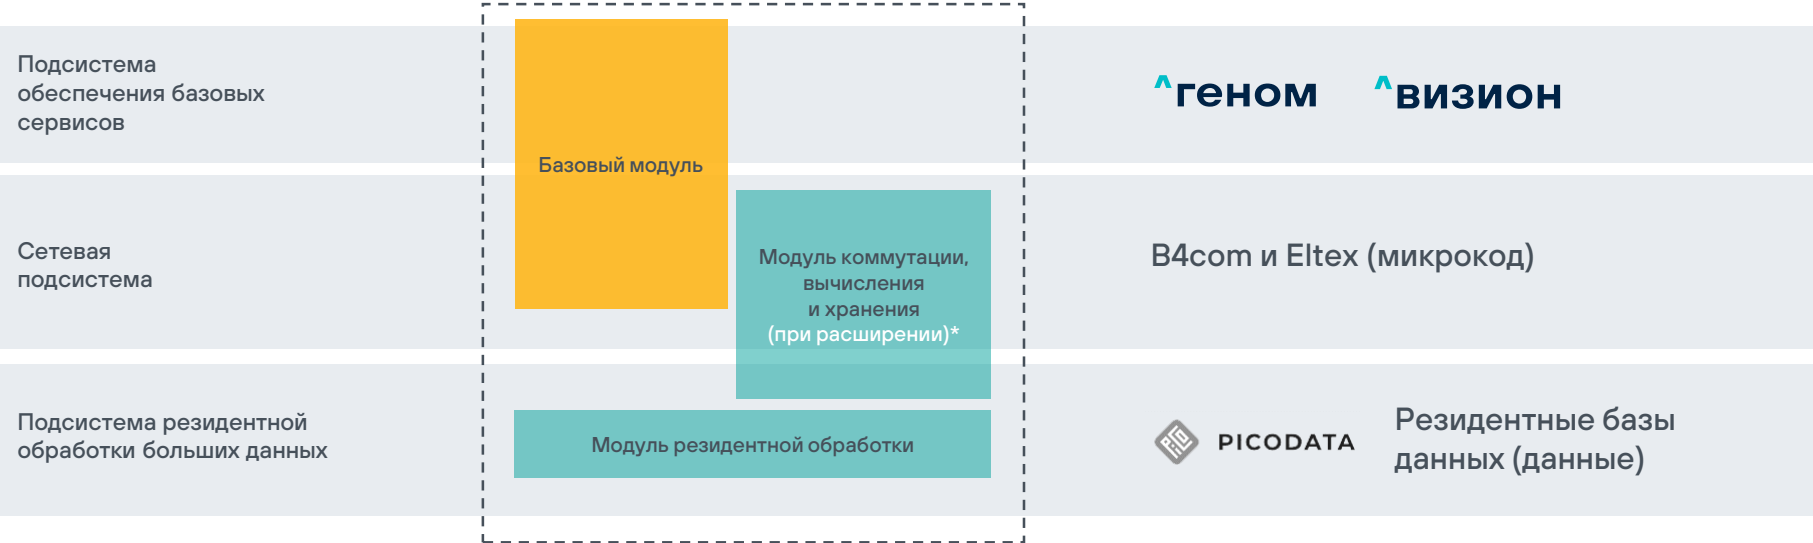 Подсистема
обеспечения базовых
сервисов
Базовый модуль
^геном
^визион
Сетевая
подсистема
Модуль коммутации,
вычисления
и хранения
(при расширении)*
B4com и Eltex (микрокод)
Подсистема резидентной
обработки больших данных
Модуль резидентной обработки
PICODATA
Резидентные базы
данных (данные)